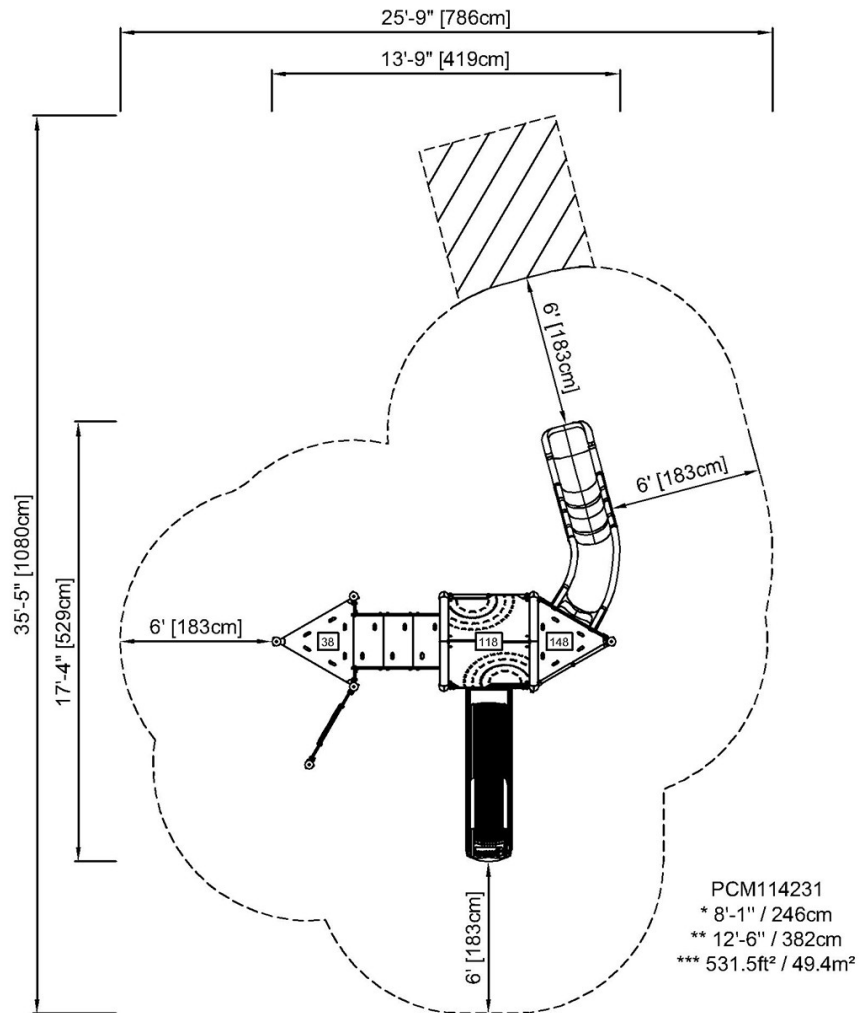 25'-9" [786cm]
13'-9" [419cm]
6' [183cm]
35'-5" [1080cm]
17'-4" [529cm]
6' [183cm]
6' [183cm]
38
118
148
6' [183cm]
PCM114231
* 8'-1" / 246cm
** 12'-6" / 382cm
*** 531.5ft² / 49.4m²